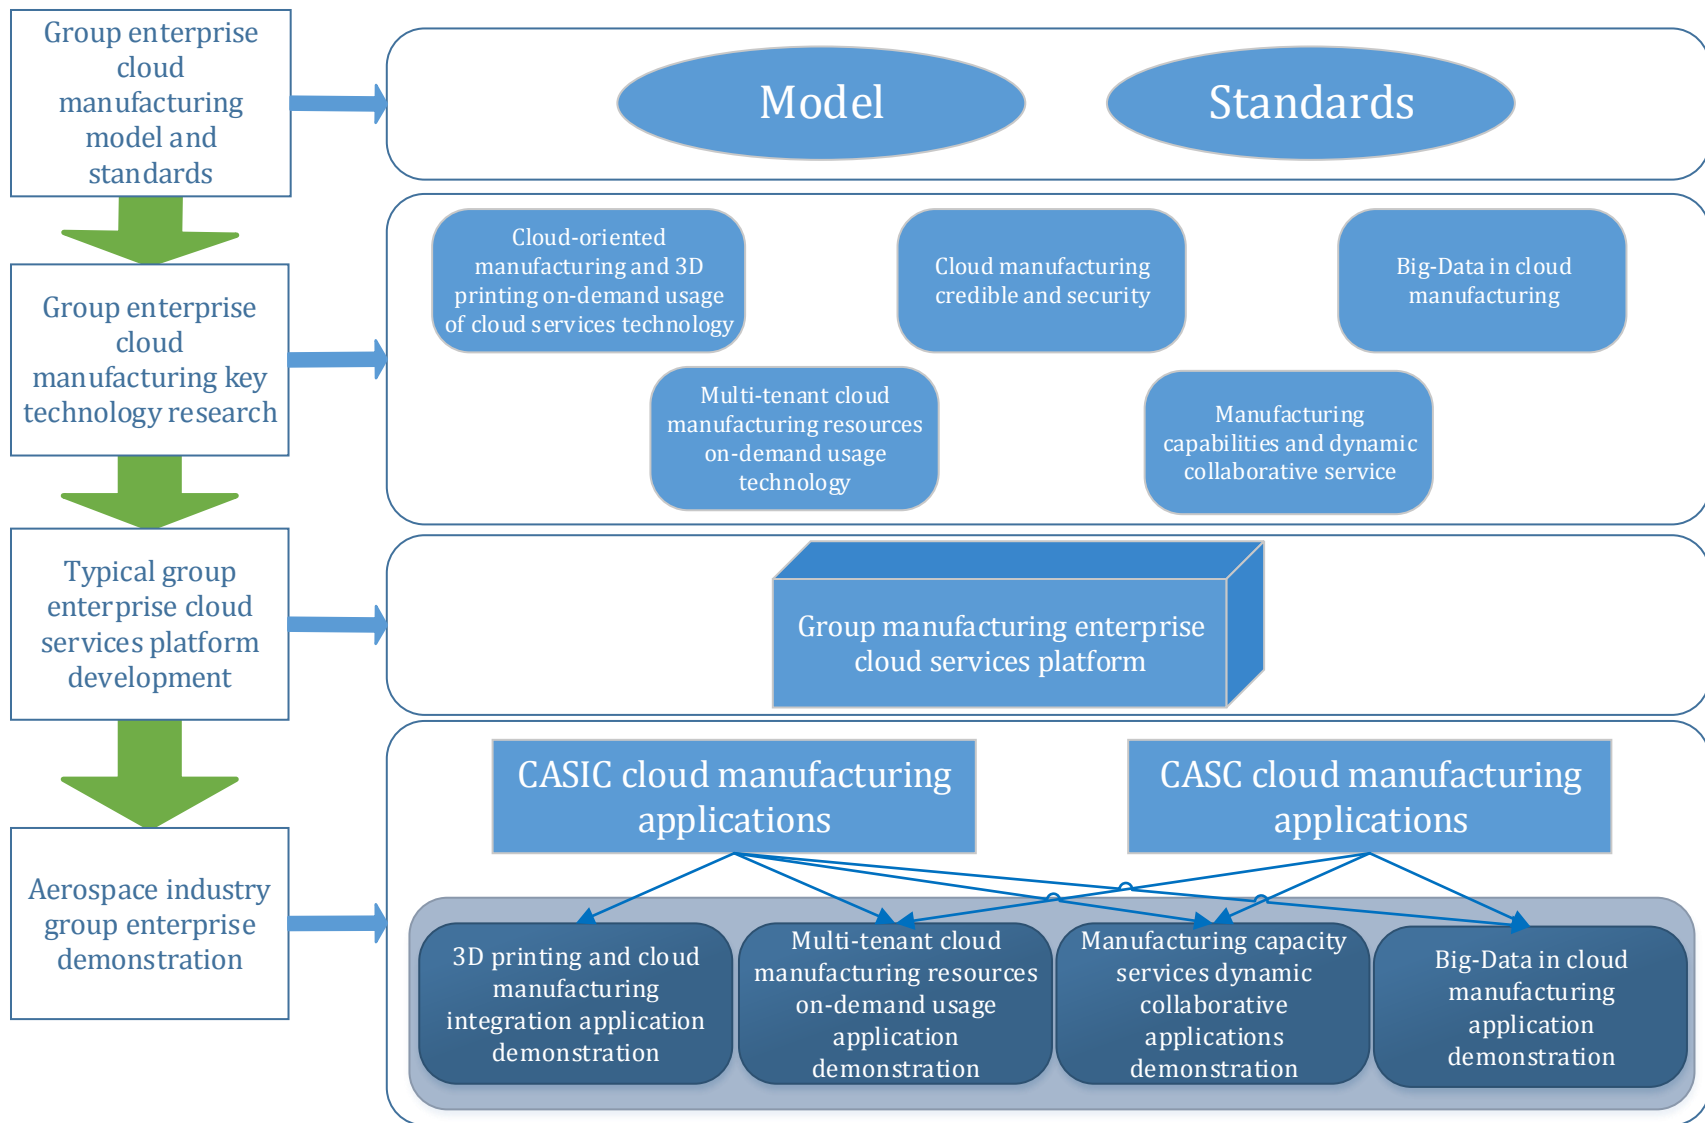 Group enterprise
cloud
manufacturing
model and
standards
Model
Standards
Group enterprise
cloud
manufacturing key
technology research
Cloud-oriented
manufacturing and 3D
printing on-demand usage
of cloud services technology
Cloud manufacturing
credible and security
Big-Data in cloud
manufacturing
Multi-tenant cloud
manufacturing resources
on-demand usage
technology
Manufacturing
capabilities and dynamic
collaborative service
Typical group
enterprise cloud
services platform
development
Group manufacturing enterprise
cloud services platform
Aerospace industry
group enterprise
demonstration
CASIC cloud manufacturing
applications
CASC cloud manufacturing
applications
3D printing and cloud
manufacturing
integration application
demonstration
Multi-tenant cloud
manufacturing resources
on-demand usage
application
demonstration
Manufacturing capacity
services dynamic
collaborative
applications
demonstration
Big-Data in cloud
manufacturing
application
demonstration